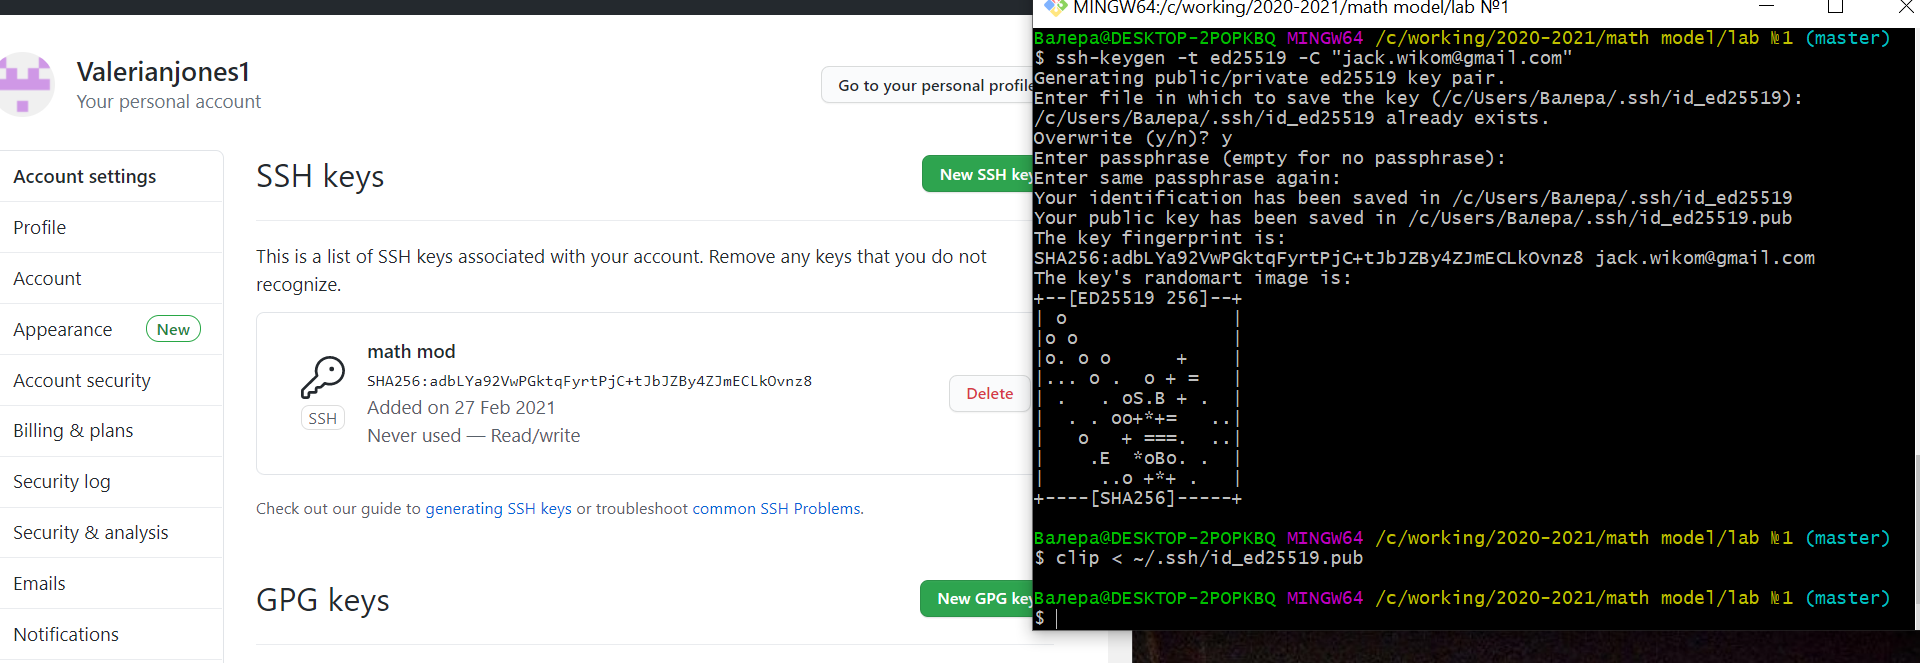 Valerianjones1
Your personal account
Go to your personal profile
Account settings
Profile
Account
Appearance New
Account security
Billing & plans
Security log
Security & analysis
Emails
Notifications
SSH keys
New SSH key
This is a list of SSH keys associated with your account. Remove any keys that you do not
recognize.
SSH
math mod
SHA256:adbLYa92VwPGktqFyrtPjC+tJbJZBy4ZJmECLkOvnz8
Added on 27 Feb 2021
Never used — Read/write
Delete
Check out our guide to generating SSH keys or troubleshoot common SSH Problems.
GPG keys
New GPG key
MINGW64:/c/working/2020-2021/math model/lab №1
Валера@DESKTOP-2POPKBQ MINGW64 /c/working/2020-2021/math model/lab №1 (master)
$ ssh-keygen -t ed25519 -C "jack.wikom@gmail.com"
Generating public/private ed25519 key pair.
Enter file in which to save the key (/c/Users/Валера/.ssh/id_ed25519):
/c/Users/Валера/.ssh/id_ed25519 already exists.
Overwrite (y/n)? y
Enter passphrase (empty for no passphrase):
Enter same passphrase again:
Your identification has been saved in /c/Users/Валера/.ssh/id_ed25519
Your public key has been saved in /c/Users/Валера/.ssh/id_ed25519.pub
The key fingerprint is:
SHA256:adbLYa92VwPGktqFyrtPjC+tJbJZBy4ZJmECLkOvnz8 jack.wikom@gmail.com
The key's randomart image is:
+--[ED25519 256]--+
| o               |
|o o              |
|o. o o      +    |
|... o .  o + =   |
| .   . oS.B + .  |
|  . . oo+*+=   ..|
|   o   + ===.  ..|
|    .E  *oBo. .  |
|     ..o +*+ .   |
+----[SHA256]-----+
Валера@DESKTOP-2POPKBQ MINGW64 /c/working/2020-2021/math model/lab №1 (master)
$ clip < ~/.ssh/id_ed25519.pub
Валера@DESKTOP-2POPKBQ MINGW64 /c/working/2020-2021/math model/lab №1 (master)
$